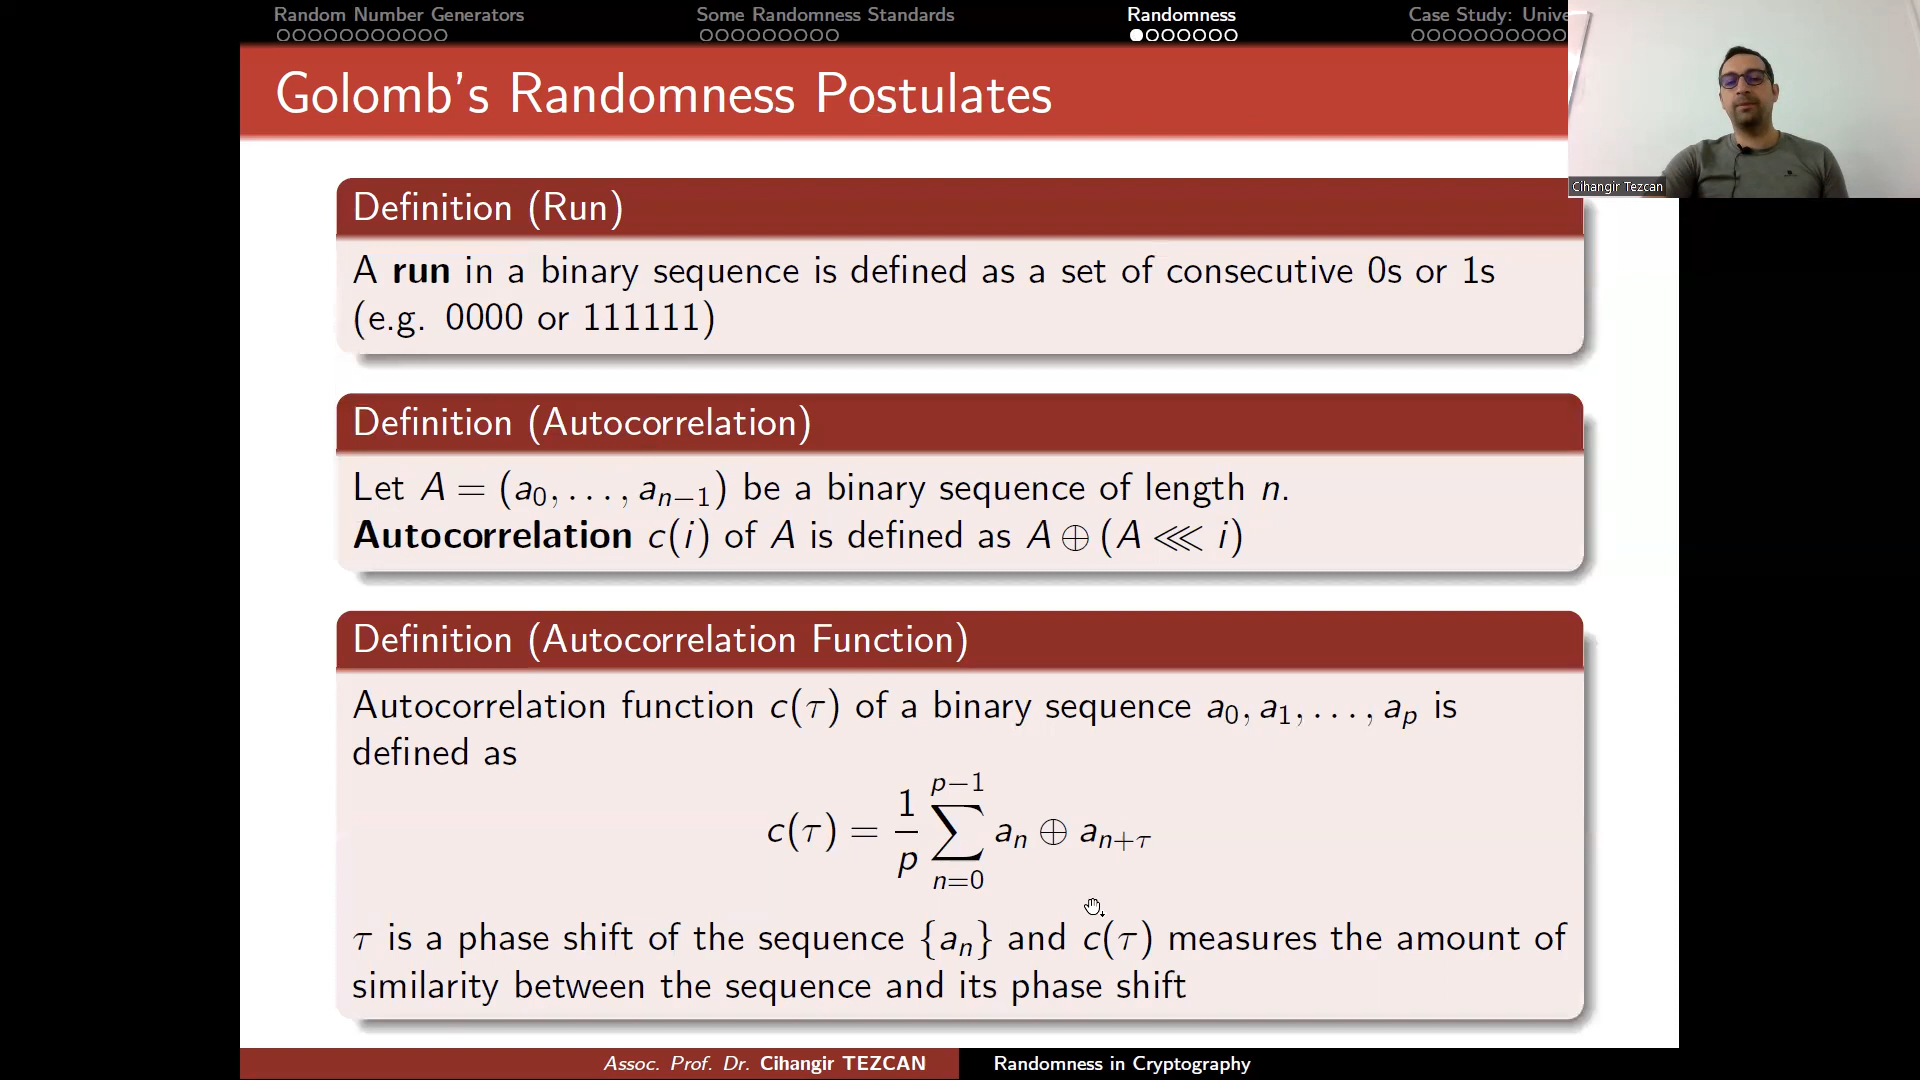 Random Number Generators
Some Randomness Standards
Randomness
Case Study: Unive
Golomb's Randomness Postulates
Cihangir Tezcan
Definition (Run)
A run in a binary sequence is defined as a set of consecutive 0s or 1s
(e.g. 0000 or 111111)
Definition (Autocorrelation)
Let A = (a₀, . . . , aₙ₋₁) be a binary sequence of length n.
Autocorrelation c(i) of A is defined as A ⊕ (A ⋘ i)
Definition (Autocorrelation Function)
Autocorrelation function c(τ) of a binary sequence a₀, a₁, . . . , aₚ is
defined as
c(τ) = 1/p ∑_{n=0}^{p−1} aₙ ⊕ a_{n+τ}
τ is a phase shift of the sequence {aₙ} and c(τ) measures the amount of
similarity between the sequence and its phase shift
Assoc. Prof. Dr. Cihangir TEZCAN
Randomness in Cryptography